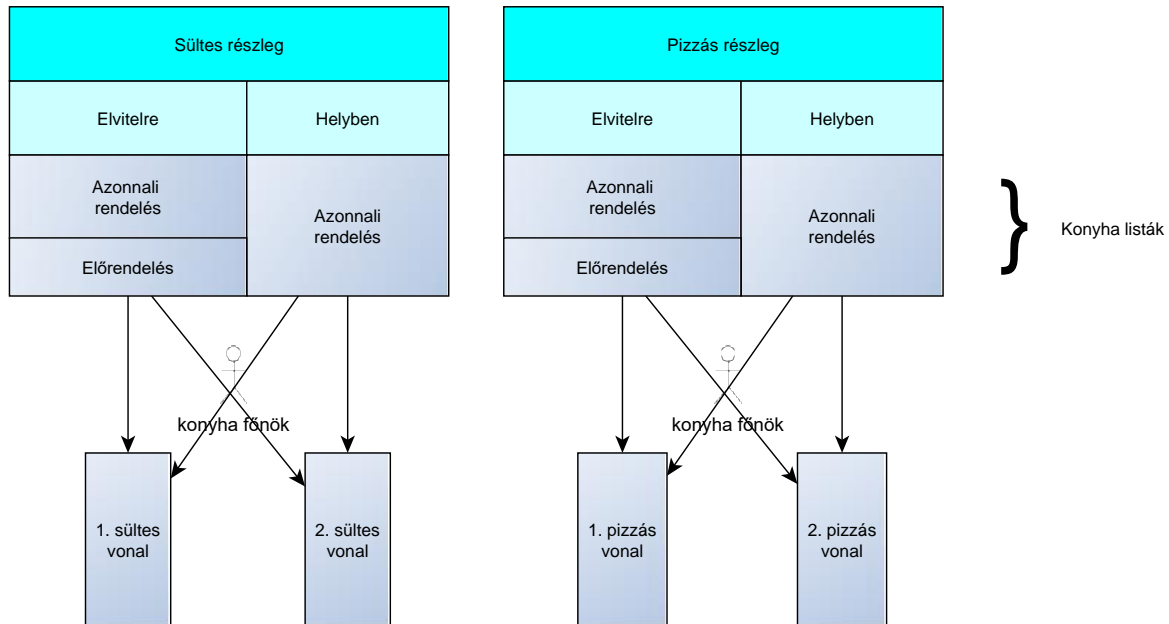 Sültes részleg
Pizzás részleg
Elvitelre
Helyben
Elvitelre
Helyben
Azonnali
rendelés
Azonnali
rendelés
Előrendelés
Azonnali
rendelés
Azonnali
rendelés
Előrendelés
Konyha listák
konyha főnök
konyha főnök
1. sültes
vonal
2. sültes
vonal
1. pizzás
vonal
2. pizzás
vonal